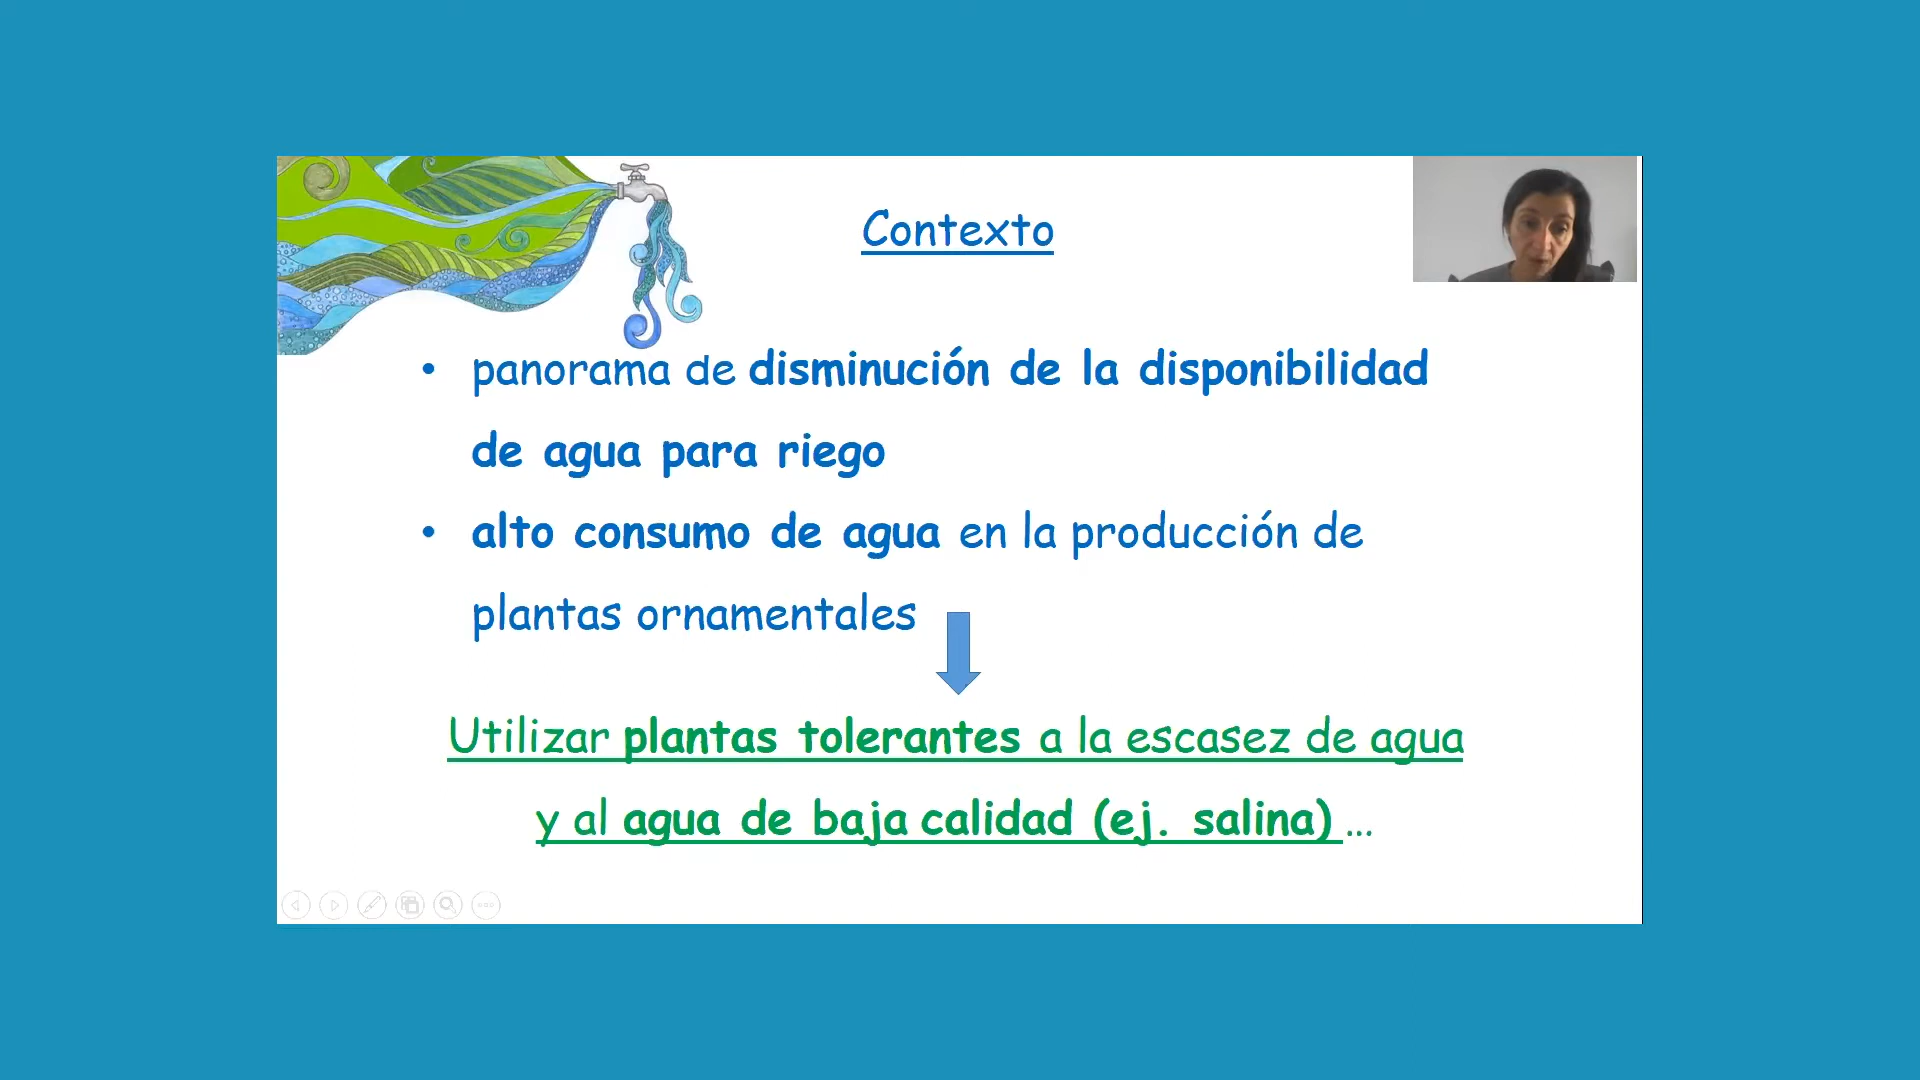 Contexto
• panorama de disminución de la disponibilidad
de agua para riego
• alto consumo de agua en la producción de
plantas ornamentales
Utilizar plantas tolerantes a la escasez de agua
y al agua de baja calidad (ej. salina) ...